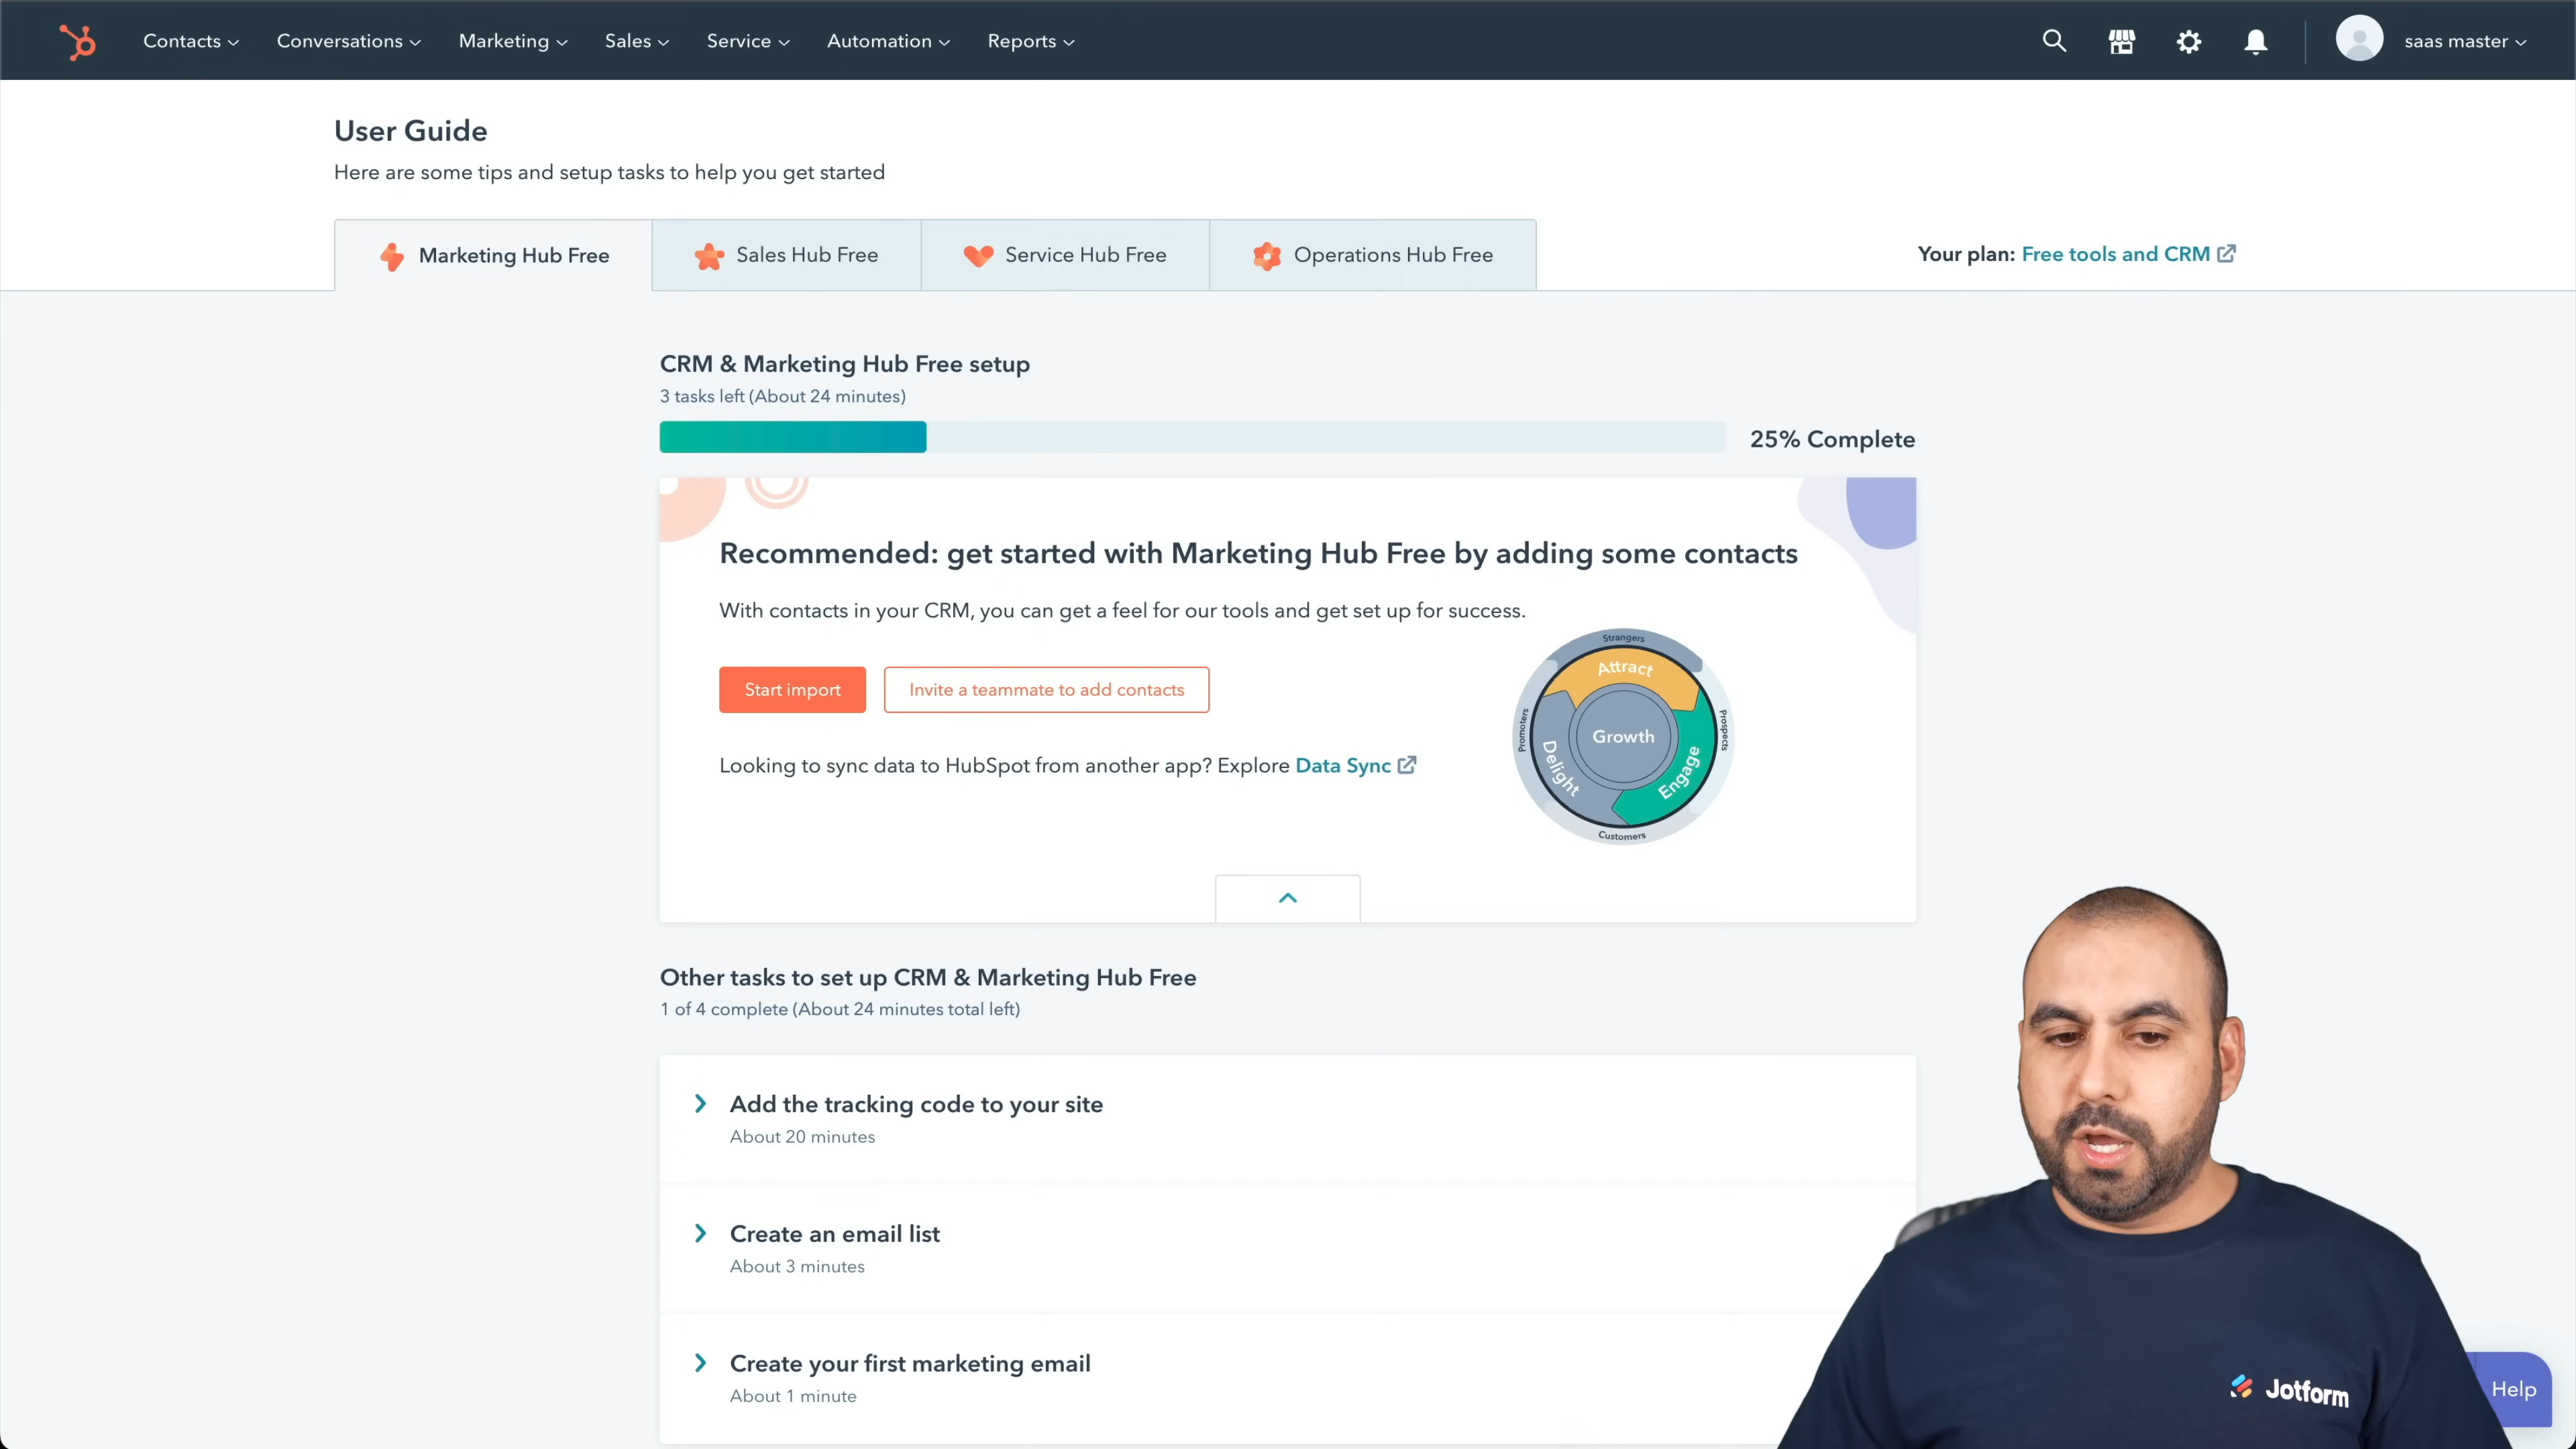 Contacts Conversations Marketing Sales Service Automation Reports saas master
User Guide
Here are some tips and setup tasks to help you get started
Marketing Hub Free Sales Hub Free Service Hub Free Operations Hub Free
Your plan: Free tools and CRM
CRM & Marketing Hub Free setup
3 tasks left (About 24 minutes)
25% Complete
Recommended: get started with Marketing Hub Free by adding some contacts
With contacts in your CRM, you can get a feel for our tools and get set up for success.
Start import Invite a teammate to add contacts
Looking to sync data to HubSpot from another app? Explore Data Sync
Strangers
Attract
Promoters
Growth
Prospects
Delight
Engage
Customers
Other tasks to set up CRM & Marketing Hub Free
1 of 4 complete (About 24 minutes total left)
Add the tracking code to your site
About 20 minutes
Create an email list
About 3 minutes
Create your first marketing email
About 1 minute
Jotform
Help